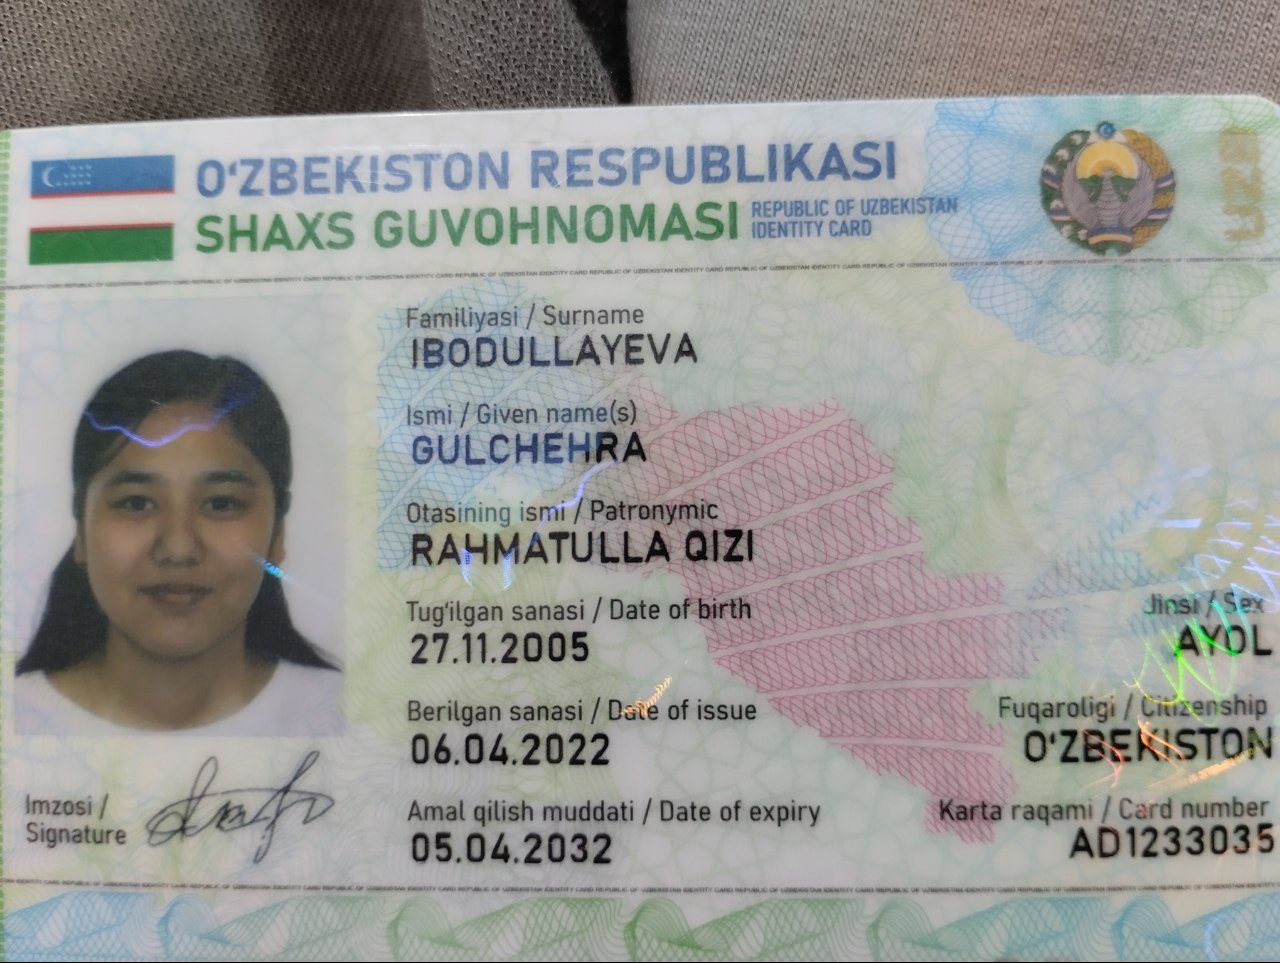 O‘ZBEKISTON RESPUBLIKASI
SHAXS GUVOHNOMASI
REPUBLIC OF UZBEKISTAN
IDENTITY CARD
UZB
Familiyasi / Surname
IBODULLAYEVA
Ismi / Given name(s)
GULCHEHRA
Otasining ismi / Patronymic
RAHMATULLA QIZI
Tug‘ilgan sanasi / Date of birth
27.11.2005
Jinsi / Sex
AYOL
Berilgan sanasi / Date of issue
06.04.2022
Fuqaroligi / Citizenship
O‘ZBEKISTON
Imzosi /
Signature
Amal qilish muddati / Date of expiry
05.04.2032
Karta raqami / Card number
AD1233035